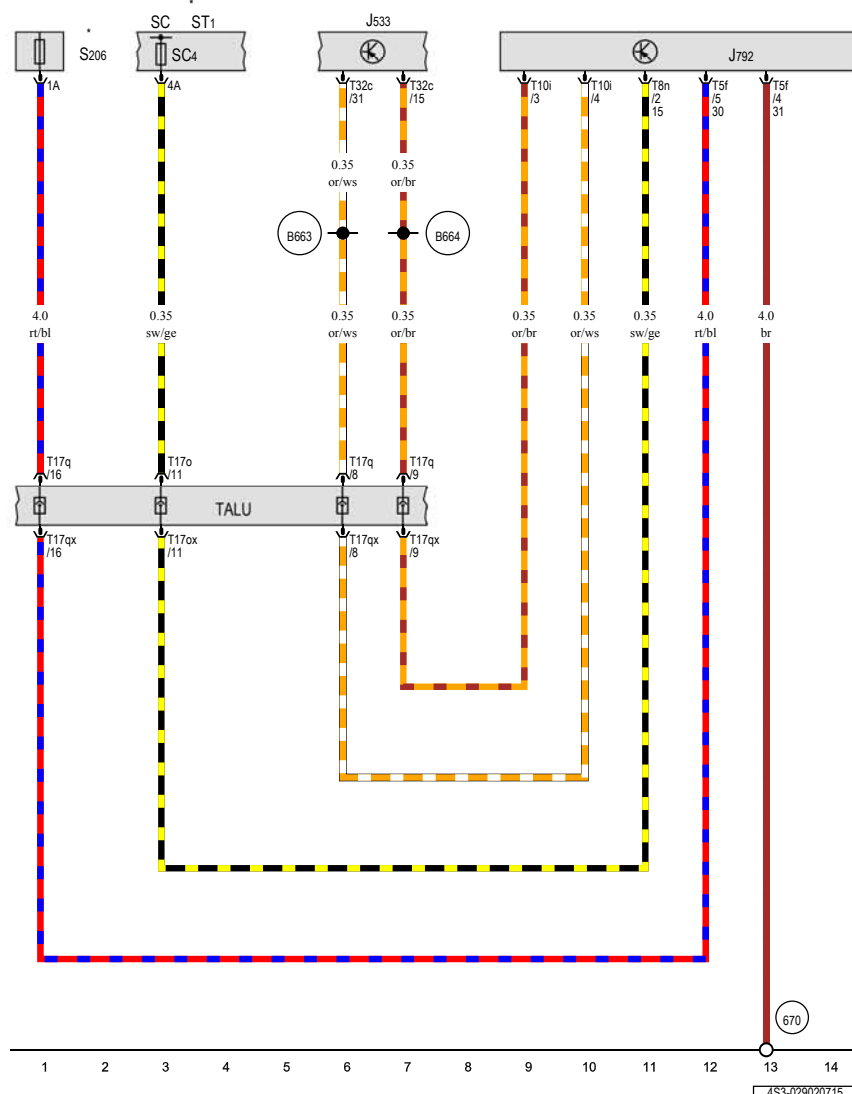 *
SC ST1
J533
S206
SC4
J792
1A
4A
T32c
/31
T32c
/15
T10i
/3
T10i
/4
T8n
/2
15
T5f
/5
30
T5f
/4
31
0.35
or/ws
0.35
or/br
B663
B664
4.0
rt/bl
0.35
sw/ge
0.35
or/ws
0.35
or/br
0.35
or/br
0.35
or/ws
0.35
sw/ge
4.0
rt/bl
4.0
br
T17q
/16
T17o
/11
T17q
/8
T17q
/9
TALU
T17qx
/16
T17ox
/11
T17qx
/8
T17qx
/9
670
1 2 3 4 5 6 7 8 9 10 11 12 13 14
4S3-029020715